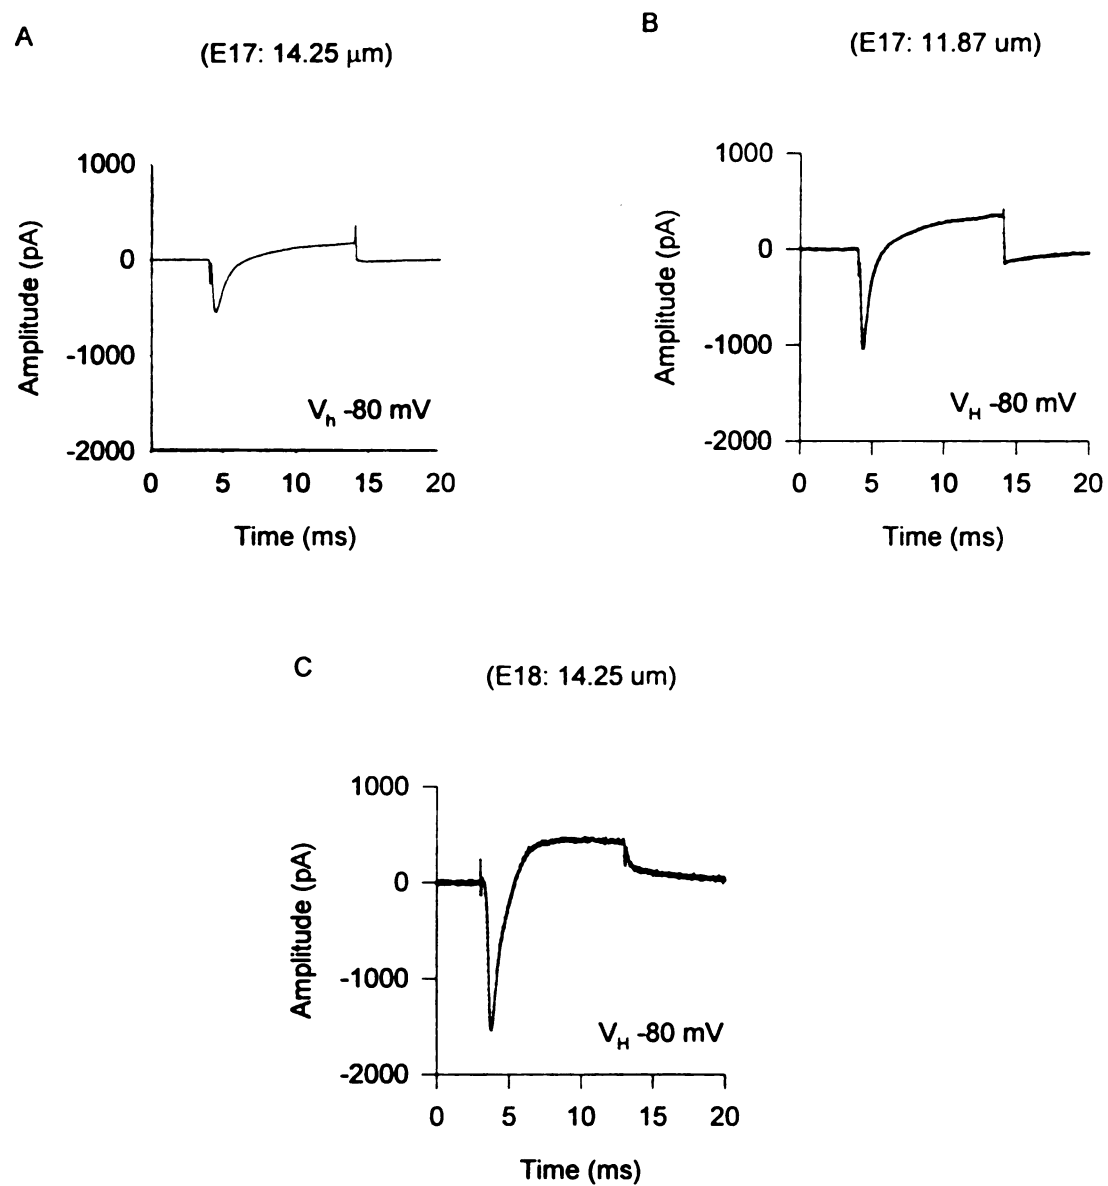 A
(E17: 14.25 μm)
1000
0
-1000
-2000
Amplitude (pA)
Vh -80 mV
0 5 10 15 20
Time (ms)
B
(E17: 11.87 um)
1000
0
-1000
-2000
Amplitude (pA)
VH -80 mV
0 5 10 15 20
Time (ms)
C
(E18: 14.25 um)
1000
0
-1000
-2000
Amplitude (pA)
VH -80 mV
0 5 10 15 20
Time (ms)